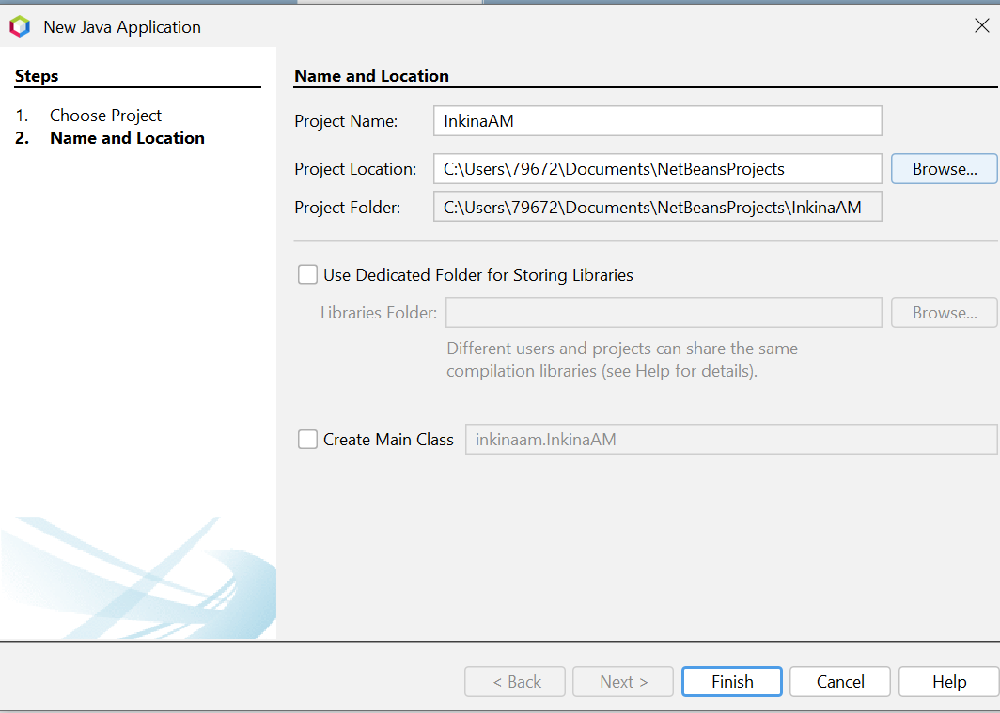 New Java Application
Steps
1. Choose Project
2. Name and Location
Name and Location
Project Name: InkinaAM
Project Location: C:\Users\79672\Documents\NetBeansProjects Browse...
Project Folder: C:\Users\79672\Documents\NetBeansProjects\InkinaAM
Use Dedicated Folder for Storing Libraries
Libraries Folder: Browse...
Different users and projects can share the same
compilation libraries (see Help for details).
Create Main Class inkinaam.InkinaAM
< Back Next > Finish Cancel Help